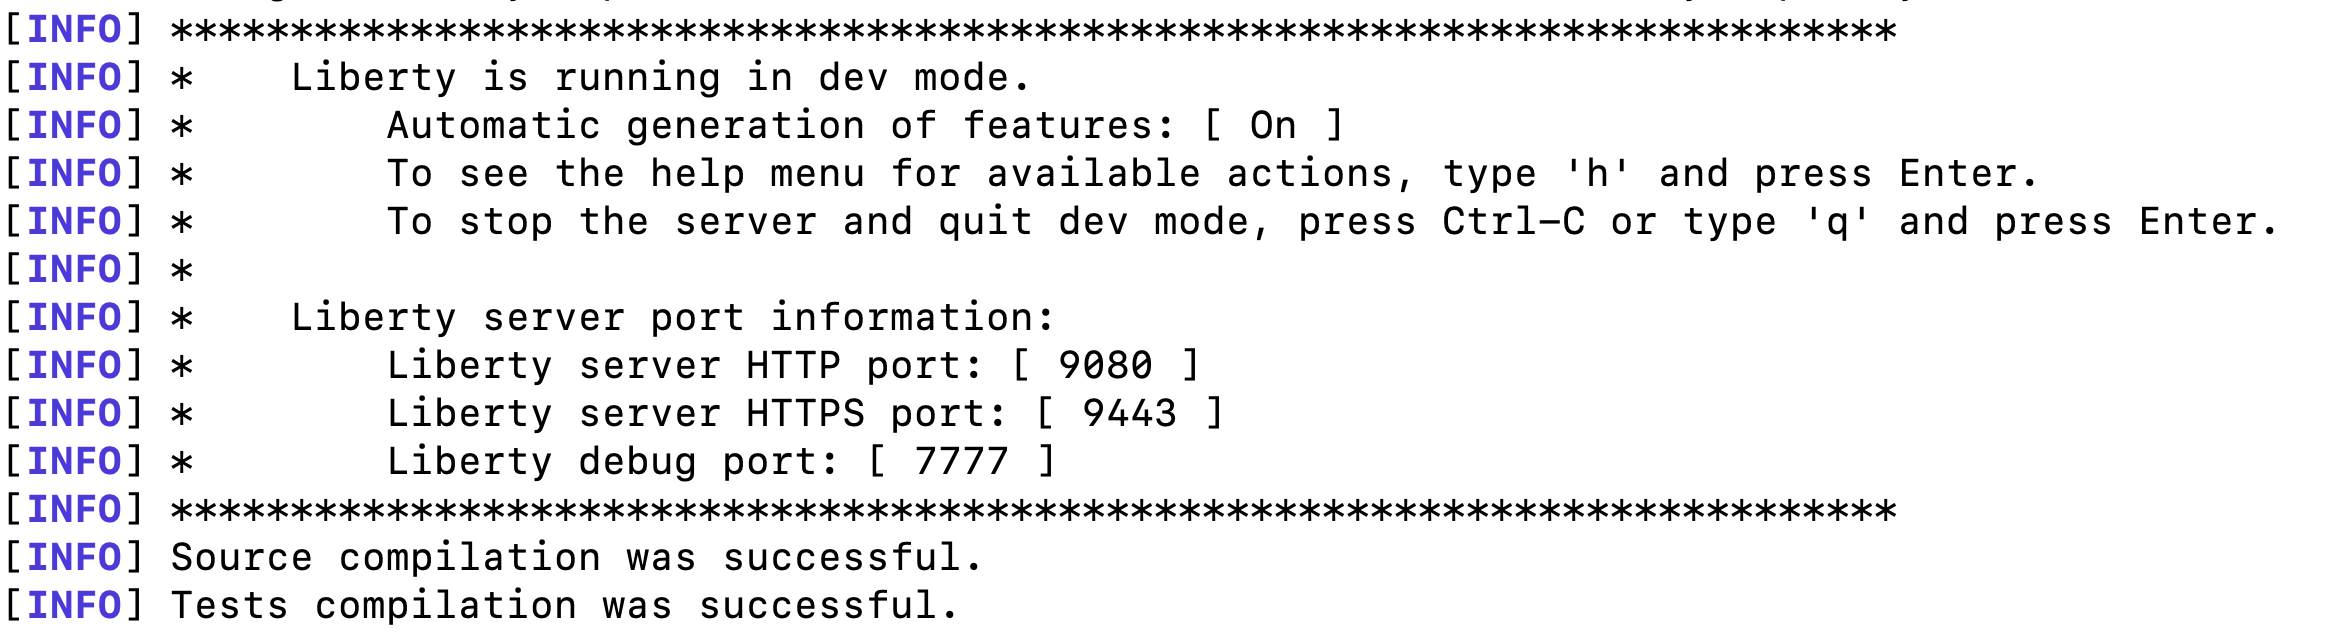 [INFO] ************************************************************************
[INFO] *    Liberty is running in dev mode.
[INFO] *        Automatic generation of features: [ On ]
[INFO] *        To see the help menu for available actions, type 'h' and press Enter.
[INFO] *        To stop the server and quit dev mode, press Ctrl-C or type 'q' and press Enter.
[INFO] *
[INFO] *    Liberty server port information:
[INFO] *        Liberty server HTTP port: [ 9080 ]
[INFO] *        Liberty server HTTPS port: [ 9443 ]
[INFO] *        Liberty debug port: [ 7777 ]
[INFO] ************************************************************************
[INFO] Source compilation was successful.
[INFO] Tests compilation was successful.